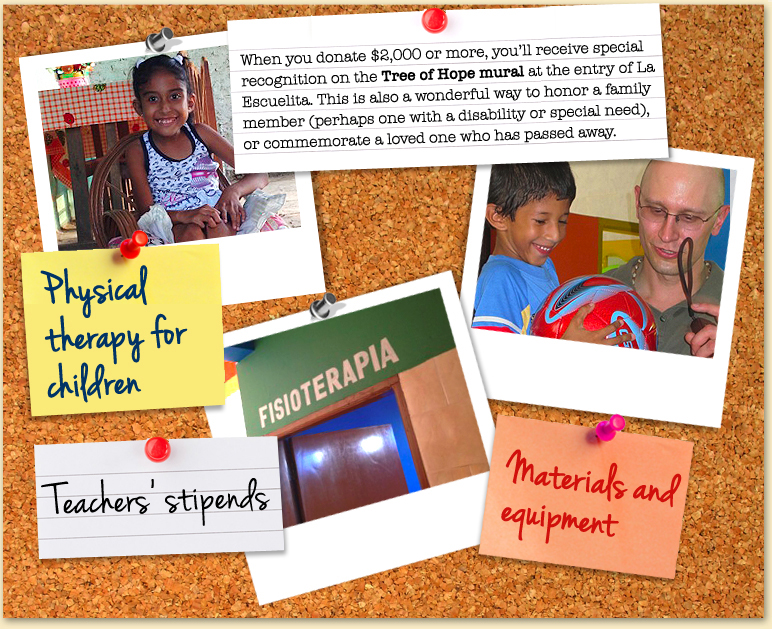 When you donate $2,000 or more, you'll receive special
recognition on the Tree of Hope mural at the entry of La
Escuelita. This is also a wonderful way to honor a family
member (perhaps one with a disability or special need),
or commemorate a loved one who has passed away.
Physical
therapy for
children
FISIOTERAPIA
Teachers' stipends
Materials and
equipment